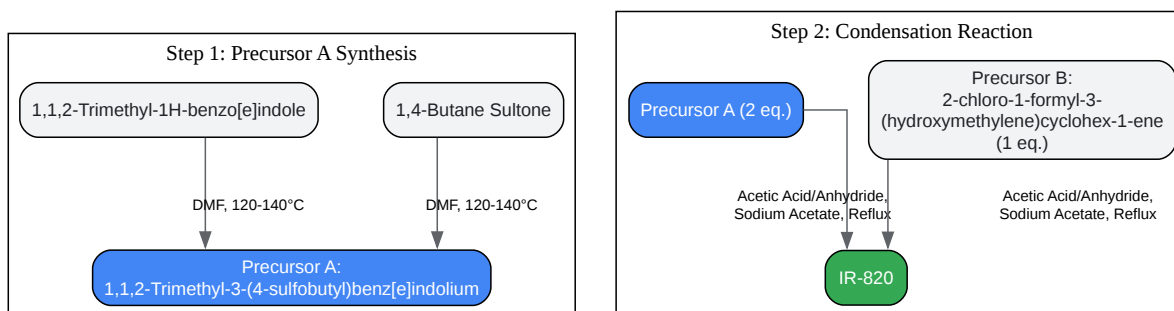 Step 1: Precursor A Synthesis
1,1,2-Trimethyl-1H-benzo[e]indole
1,4-Butane Sultone
DMF, 120-140°C
DMF, 120-140°C
Precursor A:
1,1,2-Trimethyl-3-(4-sulfobutyl)benz[e]indolium
Step 2: Condensation Reaction
Precursor A (2 eq.)
Precursor B:
2-chloro-1-formyl-3-
(hydroxymethylene)cyclohex-1-ene
(1 eq.)
Acetic Acid/Anhydride,
Sodium Acetate, Reflux
Acetic Acid/Anhydride,
Sodium Acetate, Reflux
IR-820